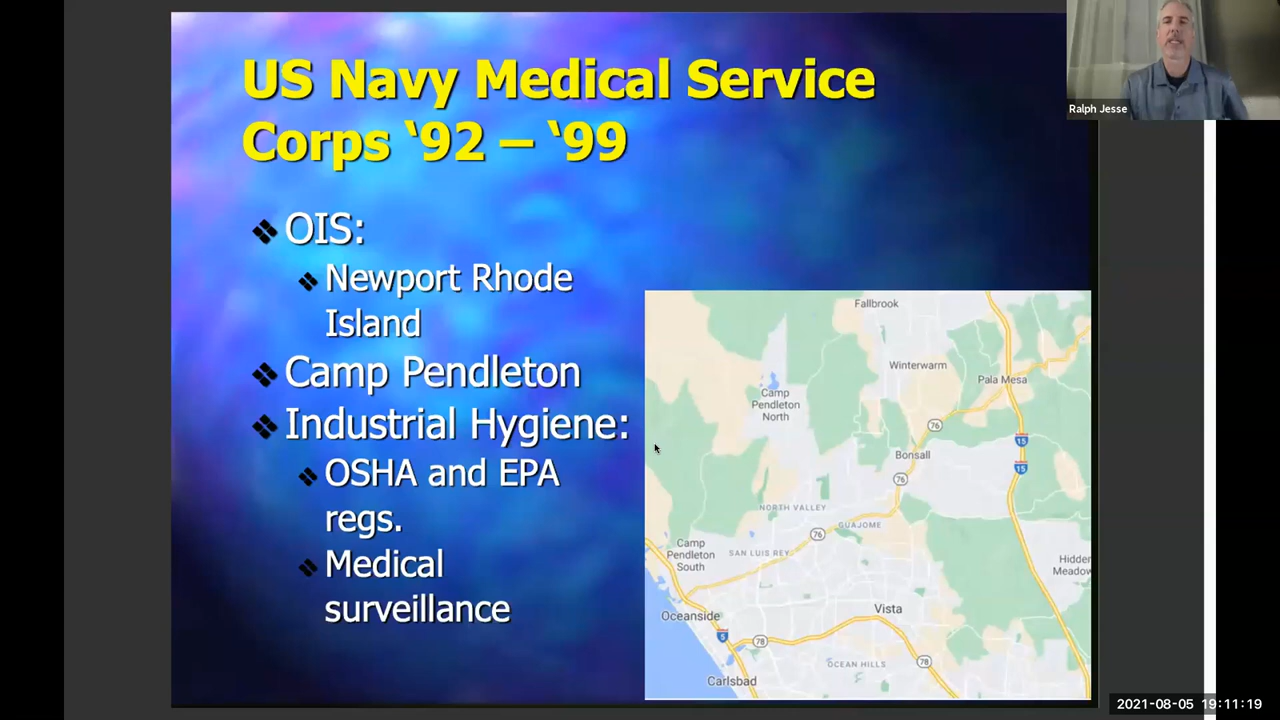 US Navy Medical Service
Corps ‘92 – ‘99
OIS:
Newport Rhode
Island
Camp Pendleton
Industrial Hygiene:
OSHA and EPA
regs.
Medical
surveillance
Fallbrook
Winterwarm
Pala Mesa
Camp
Pendleton
North
76
15
Bonsall
15
76
NORTH VALLEY
GUAJOME
76
Camp
Pendleton
South
SAN LUIS REY
Hidden
Meadow
Oceanside
Vista
5
78
OCEAN HILLS
78
Carlsbad
Ralph Jesse
2021-08-05 19:11:19